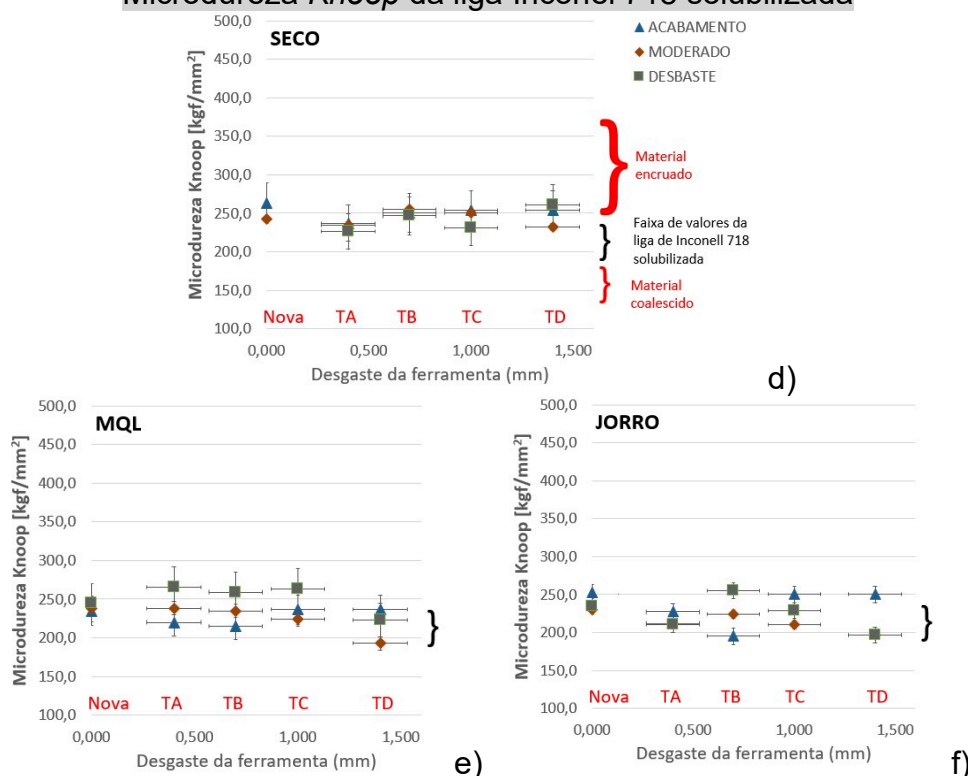 Microdureza Knoop da liga Inconel 718 solubilizada
500,0
450,0
400,0
350,0
300,0
250,0
200,0
150,0
100,0
Microdureza Knoop [kgf/mm²]
SECO
ACABAMENTO
MODERADO
DESBASTE
Material
encruado
Faixa de valores da
liga de Inconell 718
solubilizada
Material
coalescido
Nova TA TB TC TD
0,000 0,500 1,000 1,500
Desgaste da ferramenta (mm)
d)
500,0
450,0
400,0
350,0
300,0
250,0
200,0
150,0
100,0
Microdureza Knoop [kgf/mm²]
MQL
Nova TA TB TC TD
0,000 0,500 1,000 1,500
Desgaste da ferramenta (mm)
e)
500,0
450,0
400,0
350,0
300,0
250,0
200,0
150,0
100,0
Microdureza Knoop [kgf/mm²]
JORRO
Nova TA TB TC TD
0,000 0,500 1,000 1,500
Desgaste da ferramenta (mm)
f)